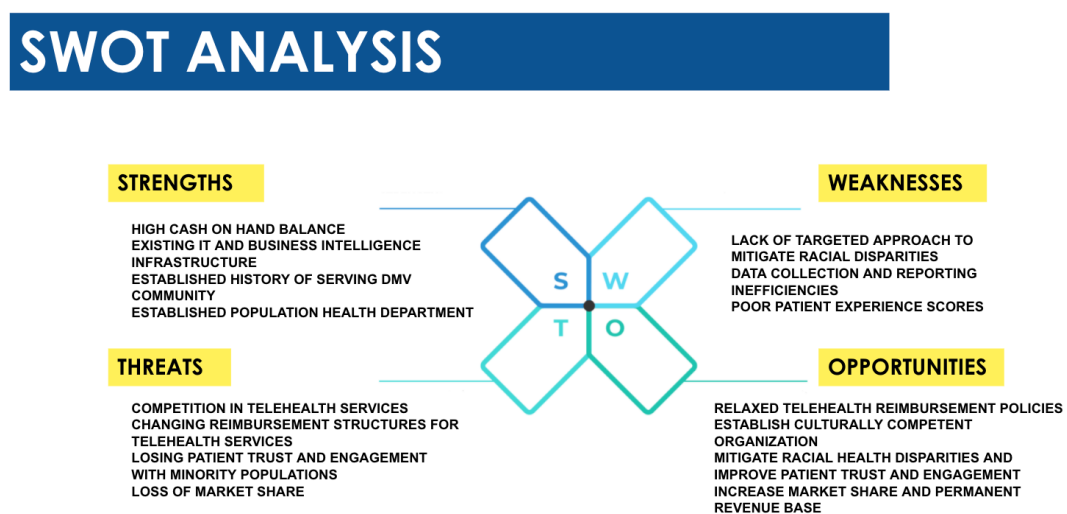 SWOT ANALYSIS
STRENGTHS
HIGH CASH ON HAND BALANCE
EXISTING IT AND BUSINESS INTELLIGENCE
INFRASTRUCTURE
ESTABLISHED HISTORY OF SERVING DMV
COMMUNITY
ESTABLISHED POPULATION HEALTH DEPARTMENT
WEAKNESSES
LACK OF TARGETED APPROACH TO
MITIGATE RACIAL DISPARITIES
DATA COLLECTION AND REPORTING
INEFFICIENCIES
POOR PATIENT EXPERIENCE SCORES
S W
T O
THREATS
COMPETITION IN TELEHEALTH SERVICES
CHANGING REIMBURSEMENT STRUCTURES FOR
TELEHEALTH SERVICES
LOSING PATIENT TRUST AND ENGAGEMENT
WITH MINORITY POPULATIONS
LOSS OF MARKET SHARE
OPPORTUNITIES
RELAXED TELEHEALTH REIMBURSEMENT POLICIES
ESTABLISH CULTURALLY COMPETENT
ORGANIZATION
MITIGATE RACIAL HEALTH DISPARITIES AND
IMPROVE PATIENT TRUST AND ENGAGEMENT
INCREASE MARKET SHARE AND PERMANENT
REVENUE BASE